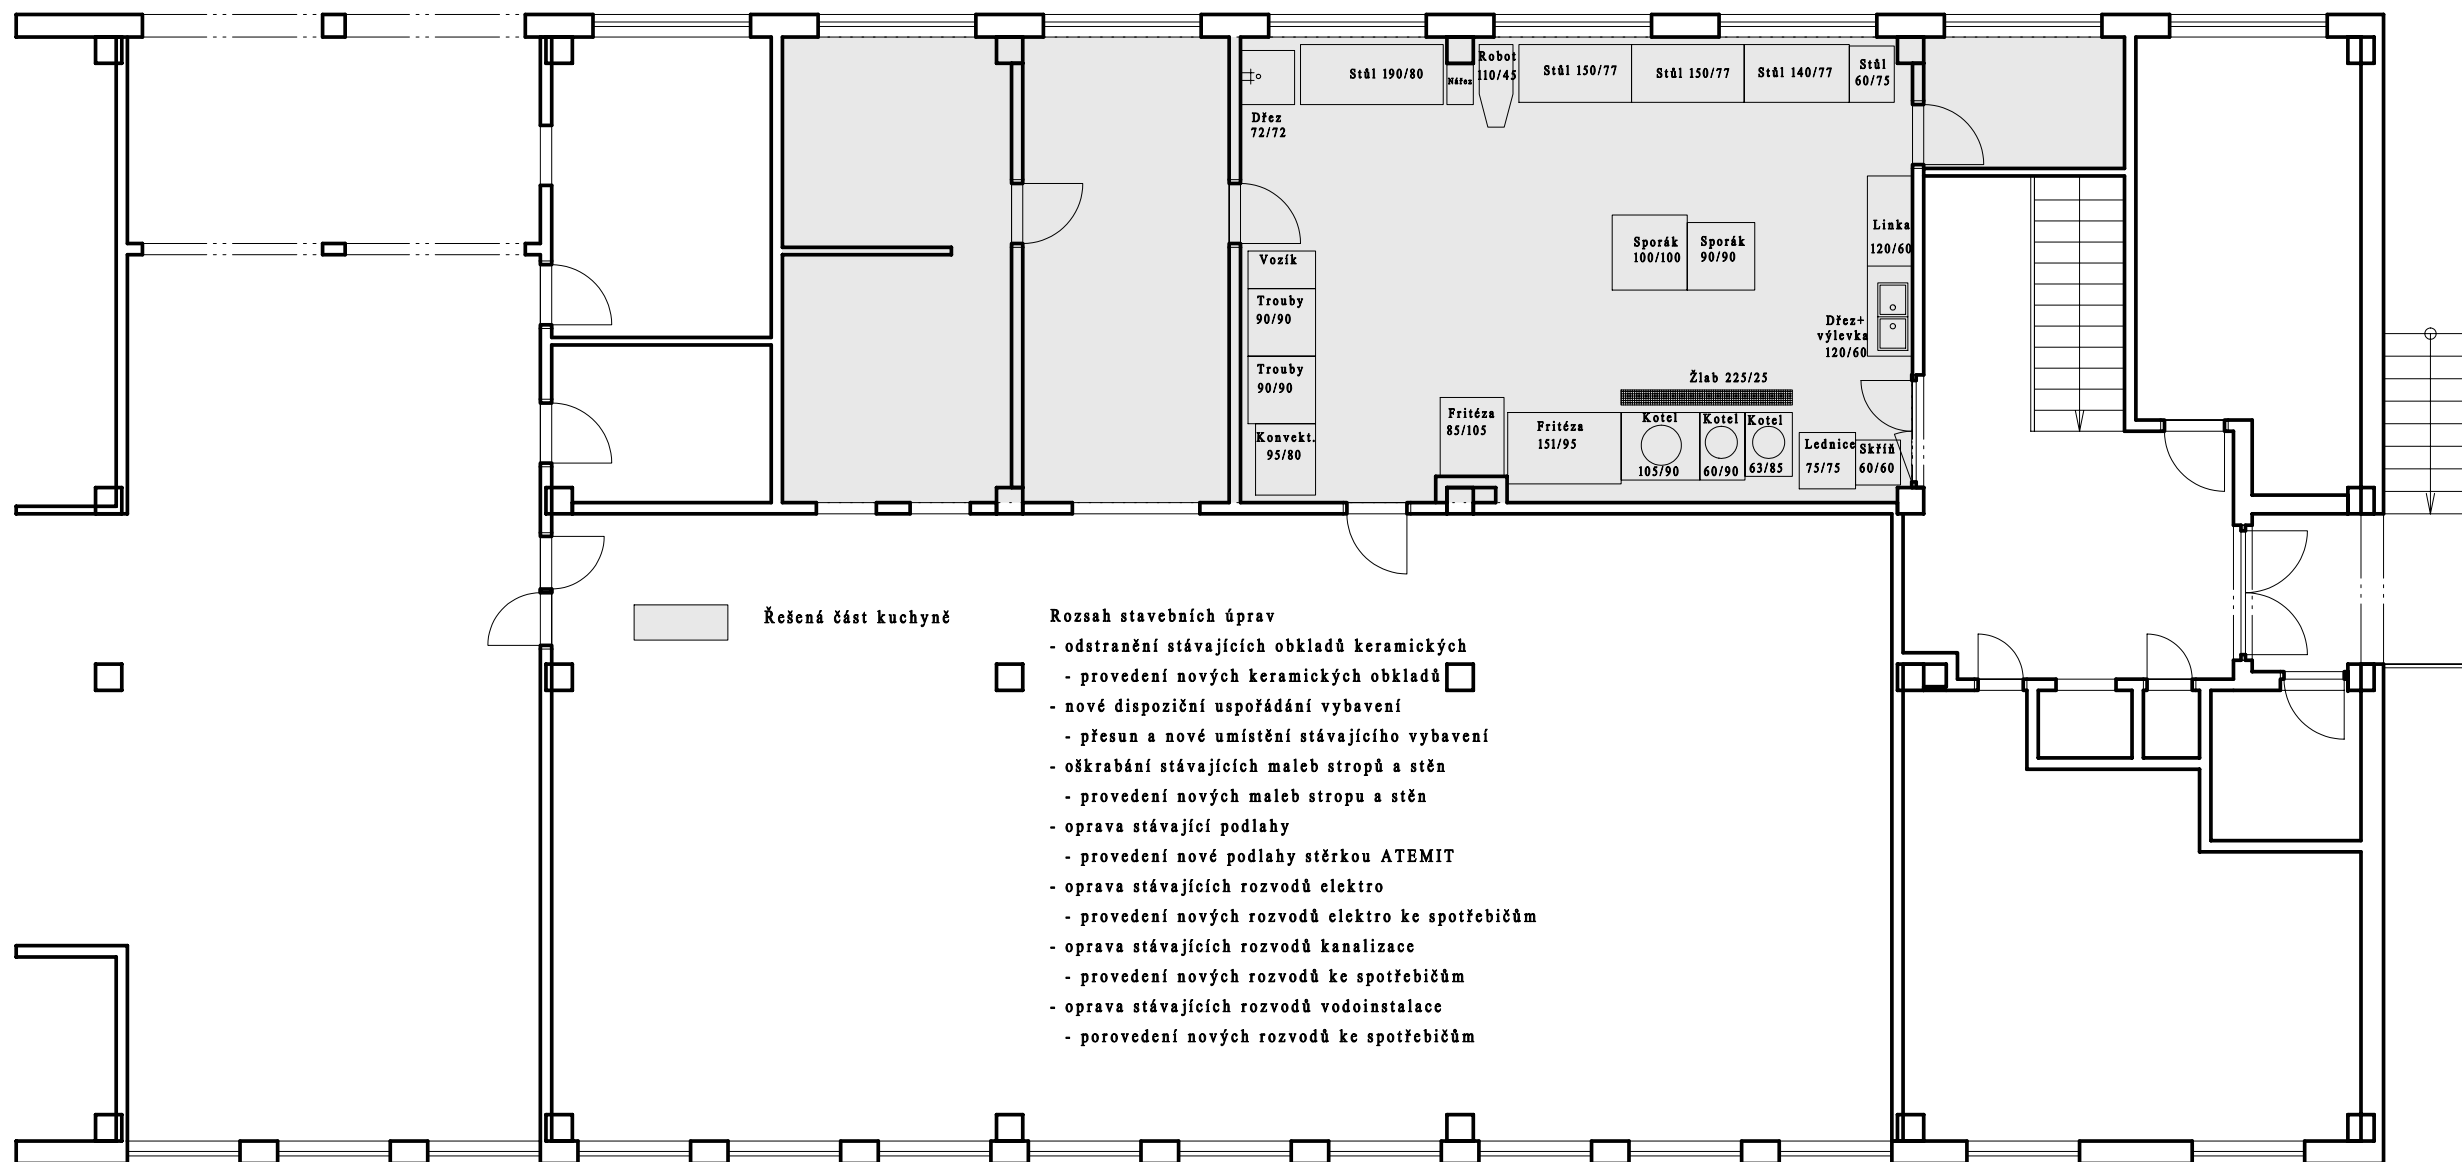 Stůl 190/80
Nářez
Robot
110/45
Stůl 150/77
Stůl 150/77
Stůl 140/77
Stůl
60/75
Dřez
72/72
Linka
120/60
Sporák
100/100
Sporák
90/90
Vozík
Trouby
90/90
Trouby
90/90
Konvekt.
95/80
Dřez+
výlevka
120/60
Žlab 225/25
Fritéza
85/105
Fritéza
151/95
Kotel
105/90
Kotel
60/90
Kotel
63/85
Lednice
75/75
Skříň
60/60
Řešená část kuchyně
Rozsah stavebních úprav
- odstranění stávajících obkladů keramických
- provedení nových keramických obkladů
- nové dispoziční uspořádání vybavení
- přesun a nové umístění stávajícího vybavení
- oškrabání stávajících maleb stropů a stěn
- provedení nových maleb stropu a stěn
- oprava stávající podlahy
- provedení nové podlahy stěrkou ATEMIT
- oprava stávajících rozvodů elektro
- provedení nových rozvodů elektro ke spotřebičům
- oprava stávajících rozvodů kanalizace
- provedení nových rozvodů ke spotřebičům
- oprava stávajících rozvodů vodoinstalace
- porovedení nových rozvodů ke spotřebičům